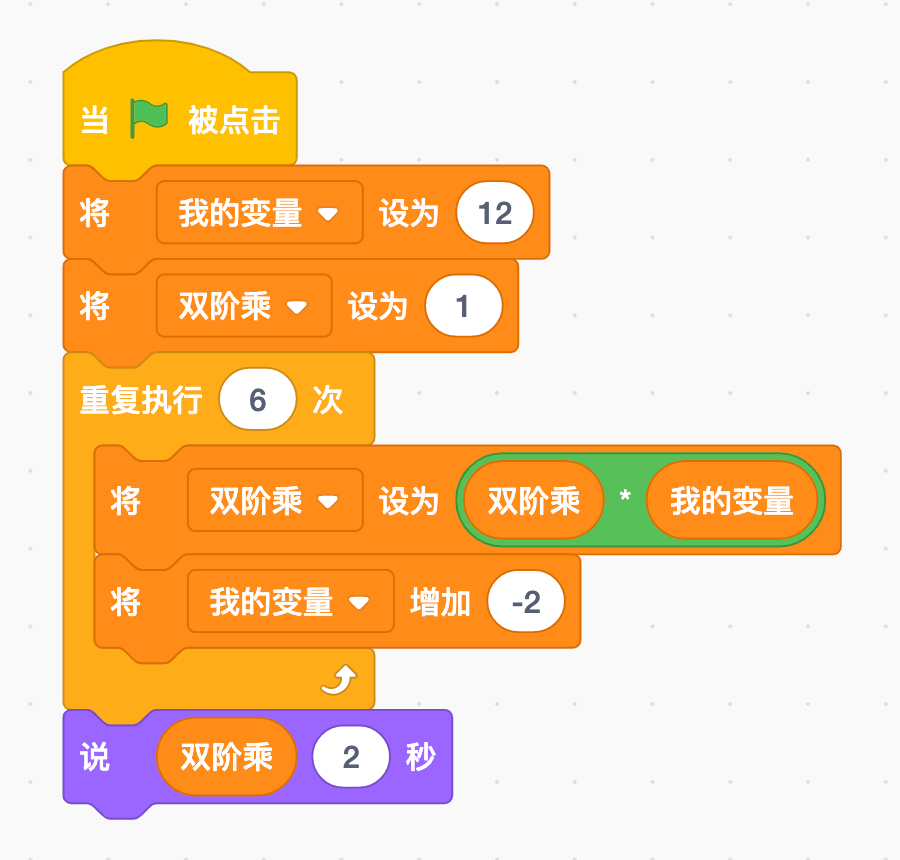 当 被点击
将 我的变量 设为 12
将 双阶乘 设为 1
重复执行 6 次
将 双阶乘 设为 双阶乘 * 我的变量
将 我的变量 增加 -2
说 双阶乘 2 秒